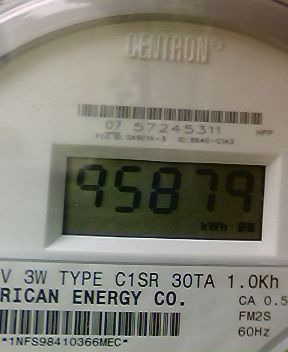 CENTRON®
07 57245311
95879
kWh
V 3W TYPE C1SR 30TA 1.0Kh
RICAN ENERGY CO.
CA 0.5
FM2S
60Hz
*1NFS98410366MEC*